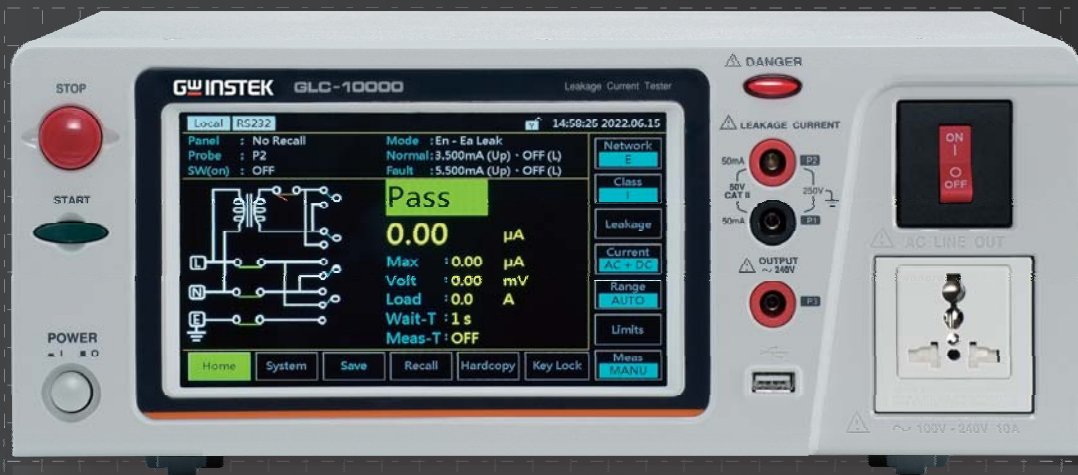 STOP
START
POWER
GWINSTEK GLC-10000 Leakage Current Tester
Local RS232 14:58:25 2022.06.15
Panel : No Recall
Probe : P2
SW(on) : OFF
Mode : En - Ea Leak
Normal : 3.500mA (Up) · OFF (L)
Fault : 5.500mA (Up) · OFF (L)
Pass
0.00 µA
Max : 0.00 µA
Volt : 0.00 mV
Load : 0.0 A
Wait-T : 1 s
Meas-T : OFF
L
N
E
Network
E
Class
I
Leakage
Current
AC + DC
Range
AUTO
Limits
Meas
MANU
Home System Save Recall Hardcopy Key Lock
DANGER
LEAKAGE CURRENT
50mA P2
50V
CAT II
250V
50mA P1
OUTPUT
~ 240V
P3
ON
I
O
OFF
AC LINE OUT
~ 100V - 240V 10A